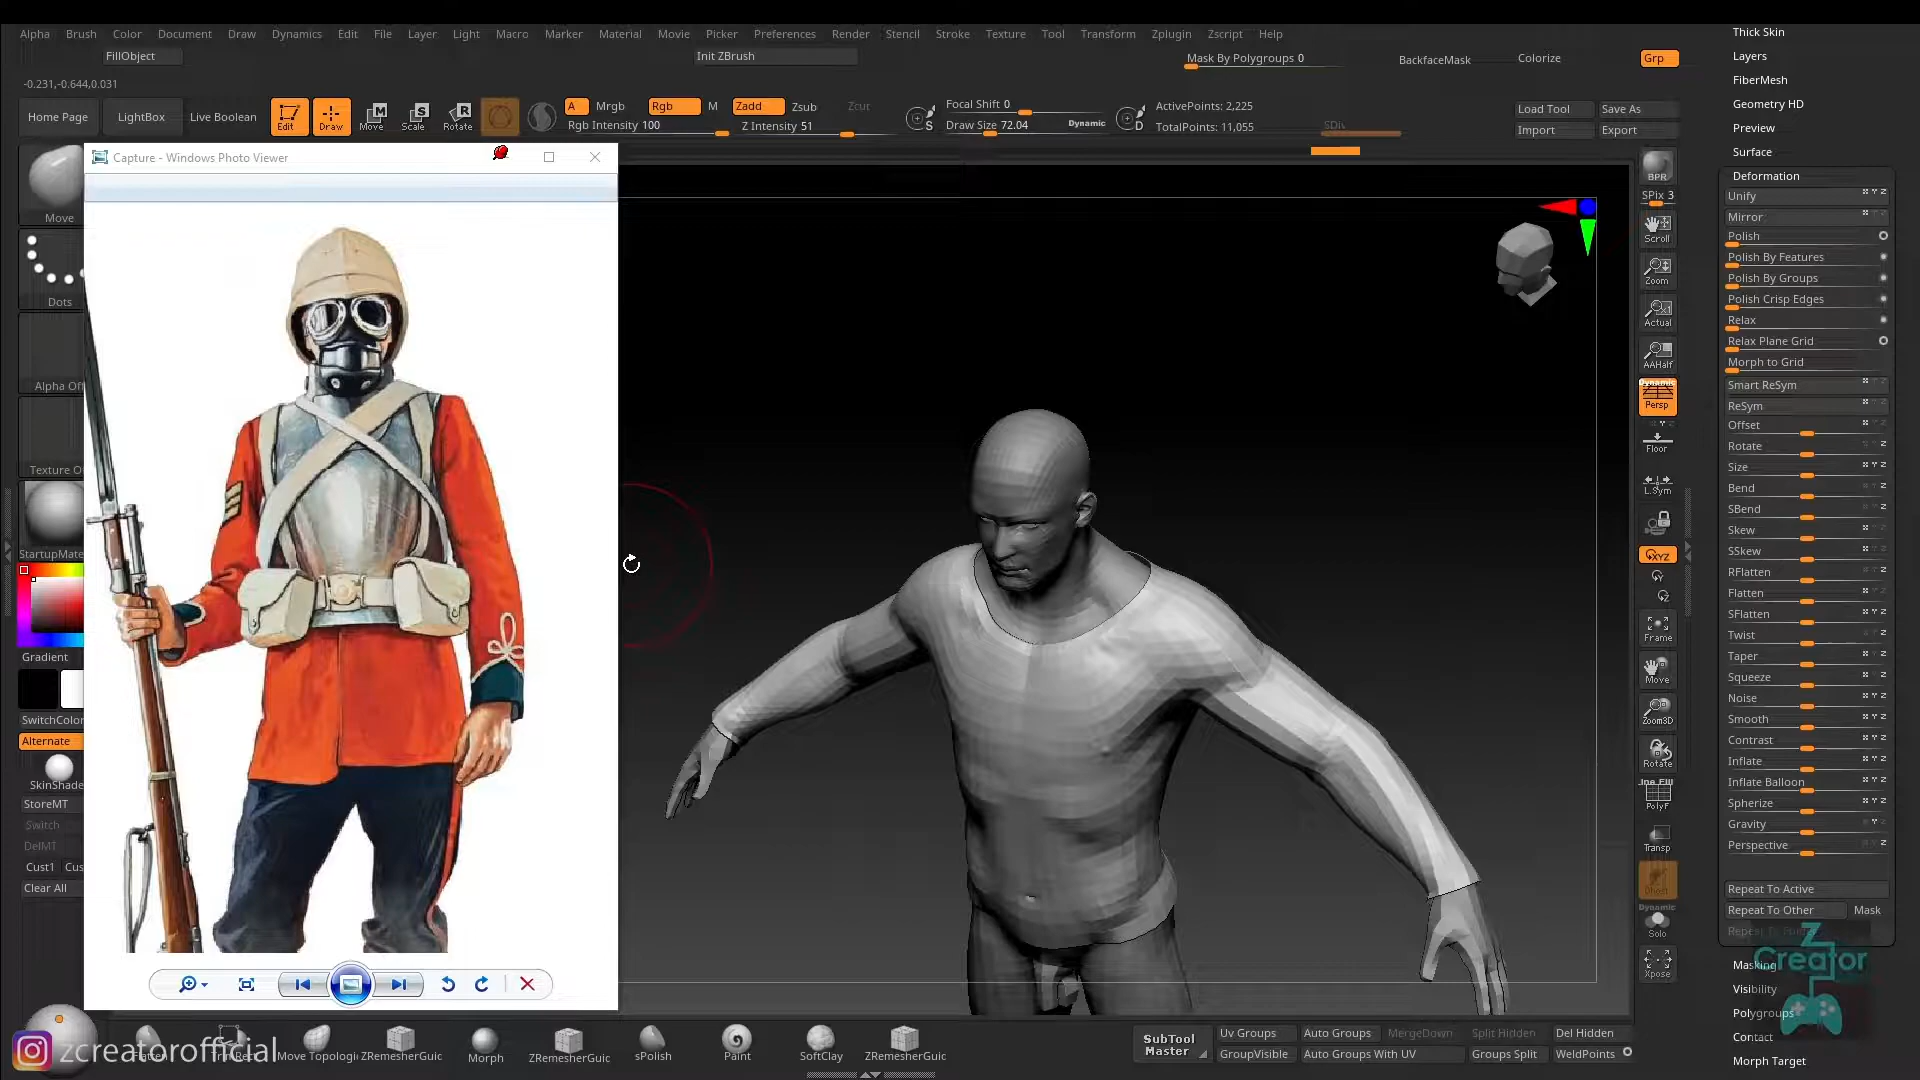 Alpha Brush Color Document Draw Dynamics Edit File Layer Light Macro Marker Material Movie Picker Preferences Render Stencil Stroke Texture Tool Transform Zplugin Zscript Help
FillObject
Init ZBrush
Mask By Polygroups 0
BackfaceMask
Colorize
Grp
-0.231,-0.644,0.031
Home Page
LightBox
Live Boolean
Edit
Draw
Move
Scale
Rotate
A
Mrgb
Rgb
M
Zadd
Zsub
Zcut
Rgb Intensity 100
Z Intensity 51
Focal Shift 0
Draw Size 72.04
Dynamic
S
D
ActivePoints: 2,225
TotalPoints: 11,055
SDiv
Load Tool
Save As
Import
Export
Capture - Windows Photo Viewer
Move
Dots
Alpha Off
Texture O
StartupMate
Gradient
SwitchColor
Alternate
SkinShade
StoreMT
Switch
DelMT
Cust1 Cus
Clear All
BPR
SPix 3
Scroll
Zoom
Actual
AAHalf
Dynamic
Persp
Floor
L.Sym
XYZ
Frame
Move
Zoom3D
Rotate
Line Fill
PolyF
Transp
Ghost
Dynamic
Solo
Xpose
Thick Skin
Layers
FiberMesh
Geometry HD
Preview
Surface
Deformation
Unify
Mirror
Polish
Polish By Features
Polish By Groups
Polish Crisp Edges
Relax
Relax Plane Grid
Morph to Grid
Smart ReSym
ReSym
Offset
Rotate
Size
Bend
SBend
Skew
SSkew
RFlatten
Flatten
SFlatten
Twist
Taper
Squeeze
Noise
Smooth
Contrast
Inflate
Inflate Balloon
Spherize
Gravity
Perspective
Repeat To Active
Repeat To Other
Mask
Masking
Visibility
Polygroups
Contact
Morph Target
Z
Creator
zcreatorofficial
Move Topologi
ZRemesherGuic
Morph
ZRemesherGuic
sPolish
Paint
SoftClay
ZRemesherGuic
SubTool
Master
Uv Groups
Auto Groups
MergeDown
Split Hidden
Del Hidden
GroupVisible
Auto Groups With UV
Groups Split
WeldPoints